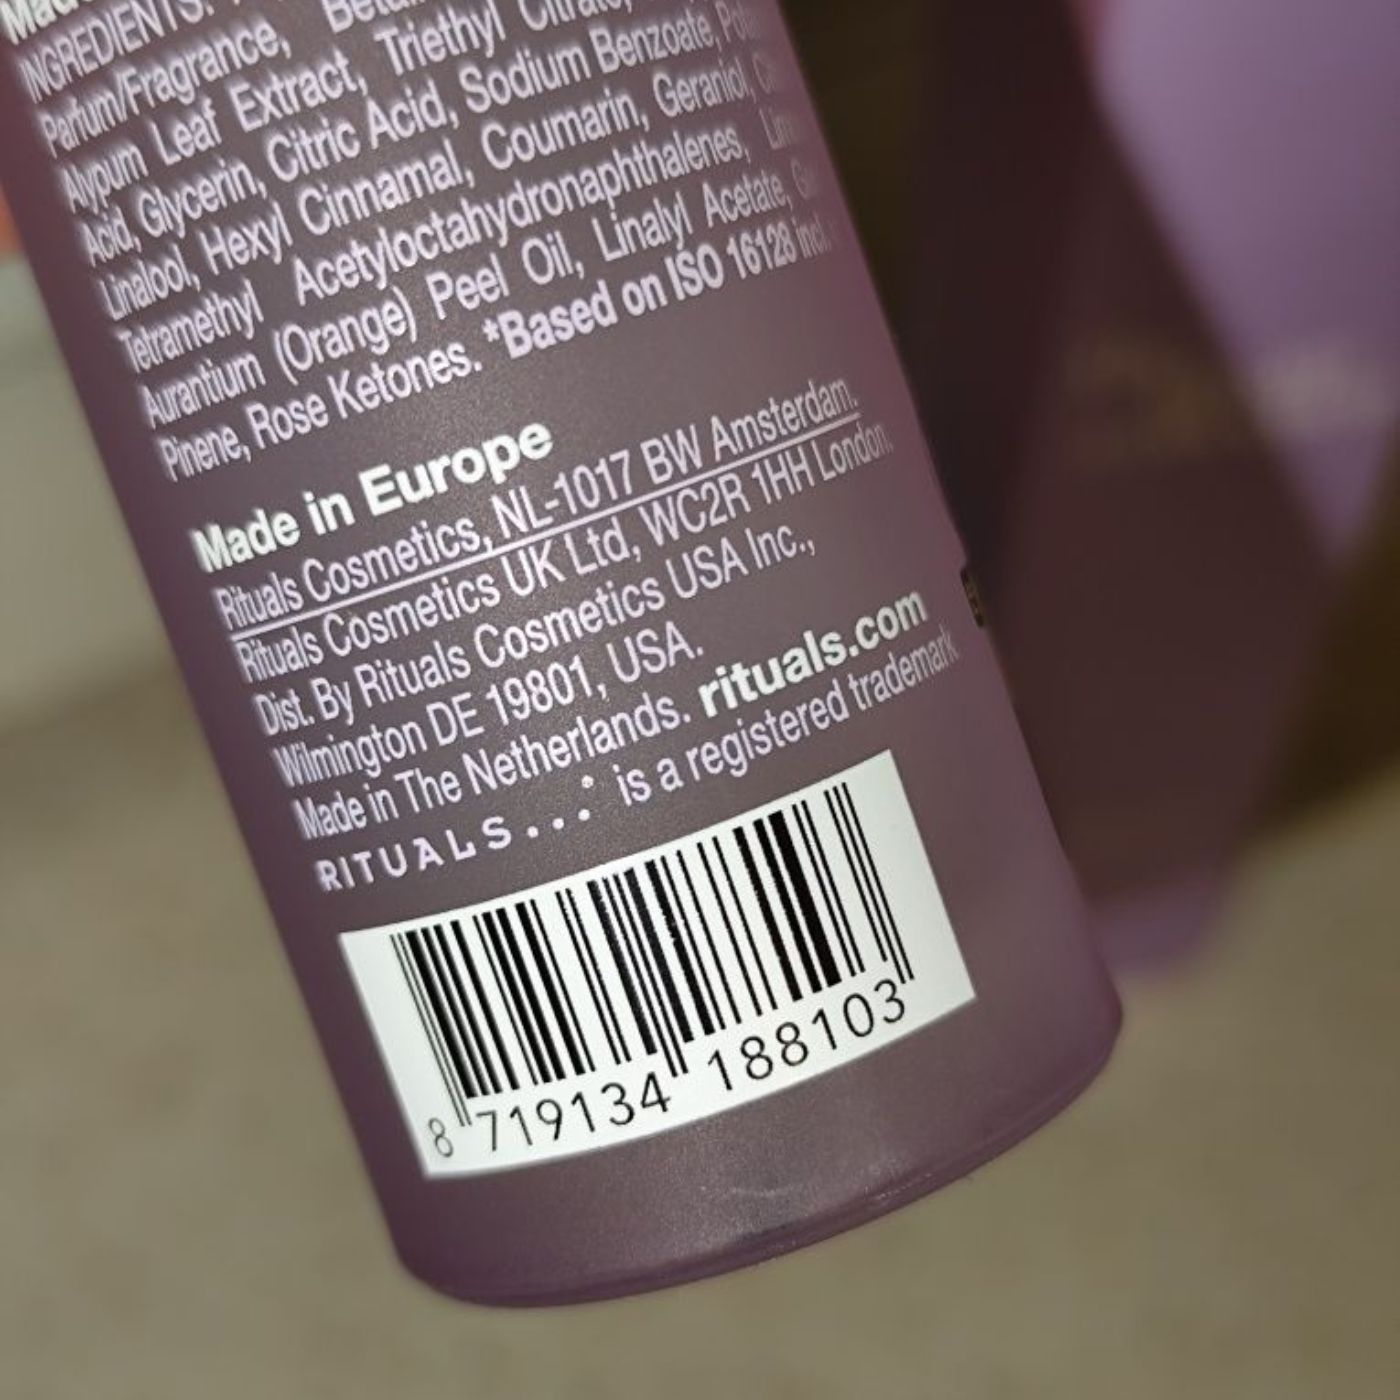 INGREDIENTS:
Parfum/Fragrance,
Alypum Leaf Extract, Triethyl Citrate,
Acid, Glycerin, Citric Acid, Sodium Benzoate,
Linalool, Hexyl Cinnamal, Coumarin, Geraniol,
Tetramethyl Acetyloctahydronaphthalenes,
Aurantium (Orange) Peel Oil, Linalyl Acetate,
Pinene, Rose Ketones. *Based on ISO 16128 incl.
Made in Europe
Rituals Cosmetics, NL-1017 BW Amsterdam.
Rituals Cosmetics UK Ltd, WC2R 1HH London.
Dist. By Rituals Cosmetics USA Inc.,
Wilmington DE 19801, USA.
Made in The Netherlands. rituals.com
RITUALS... is a registered trademark
8 719134 188103